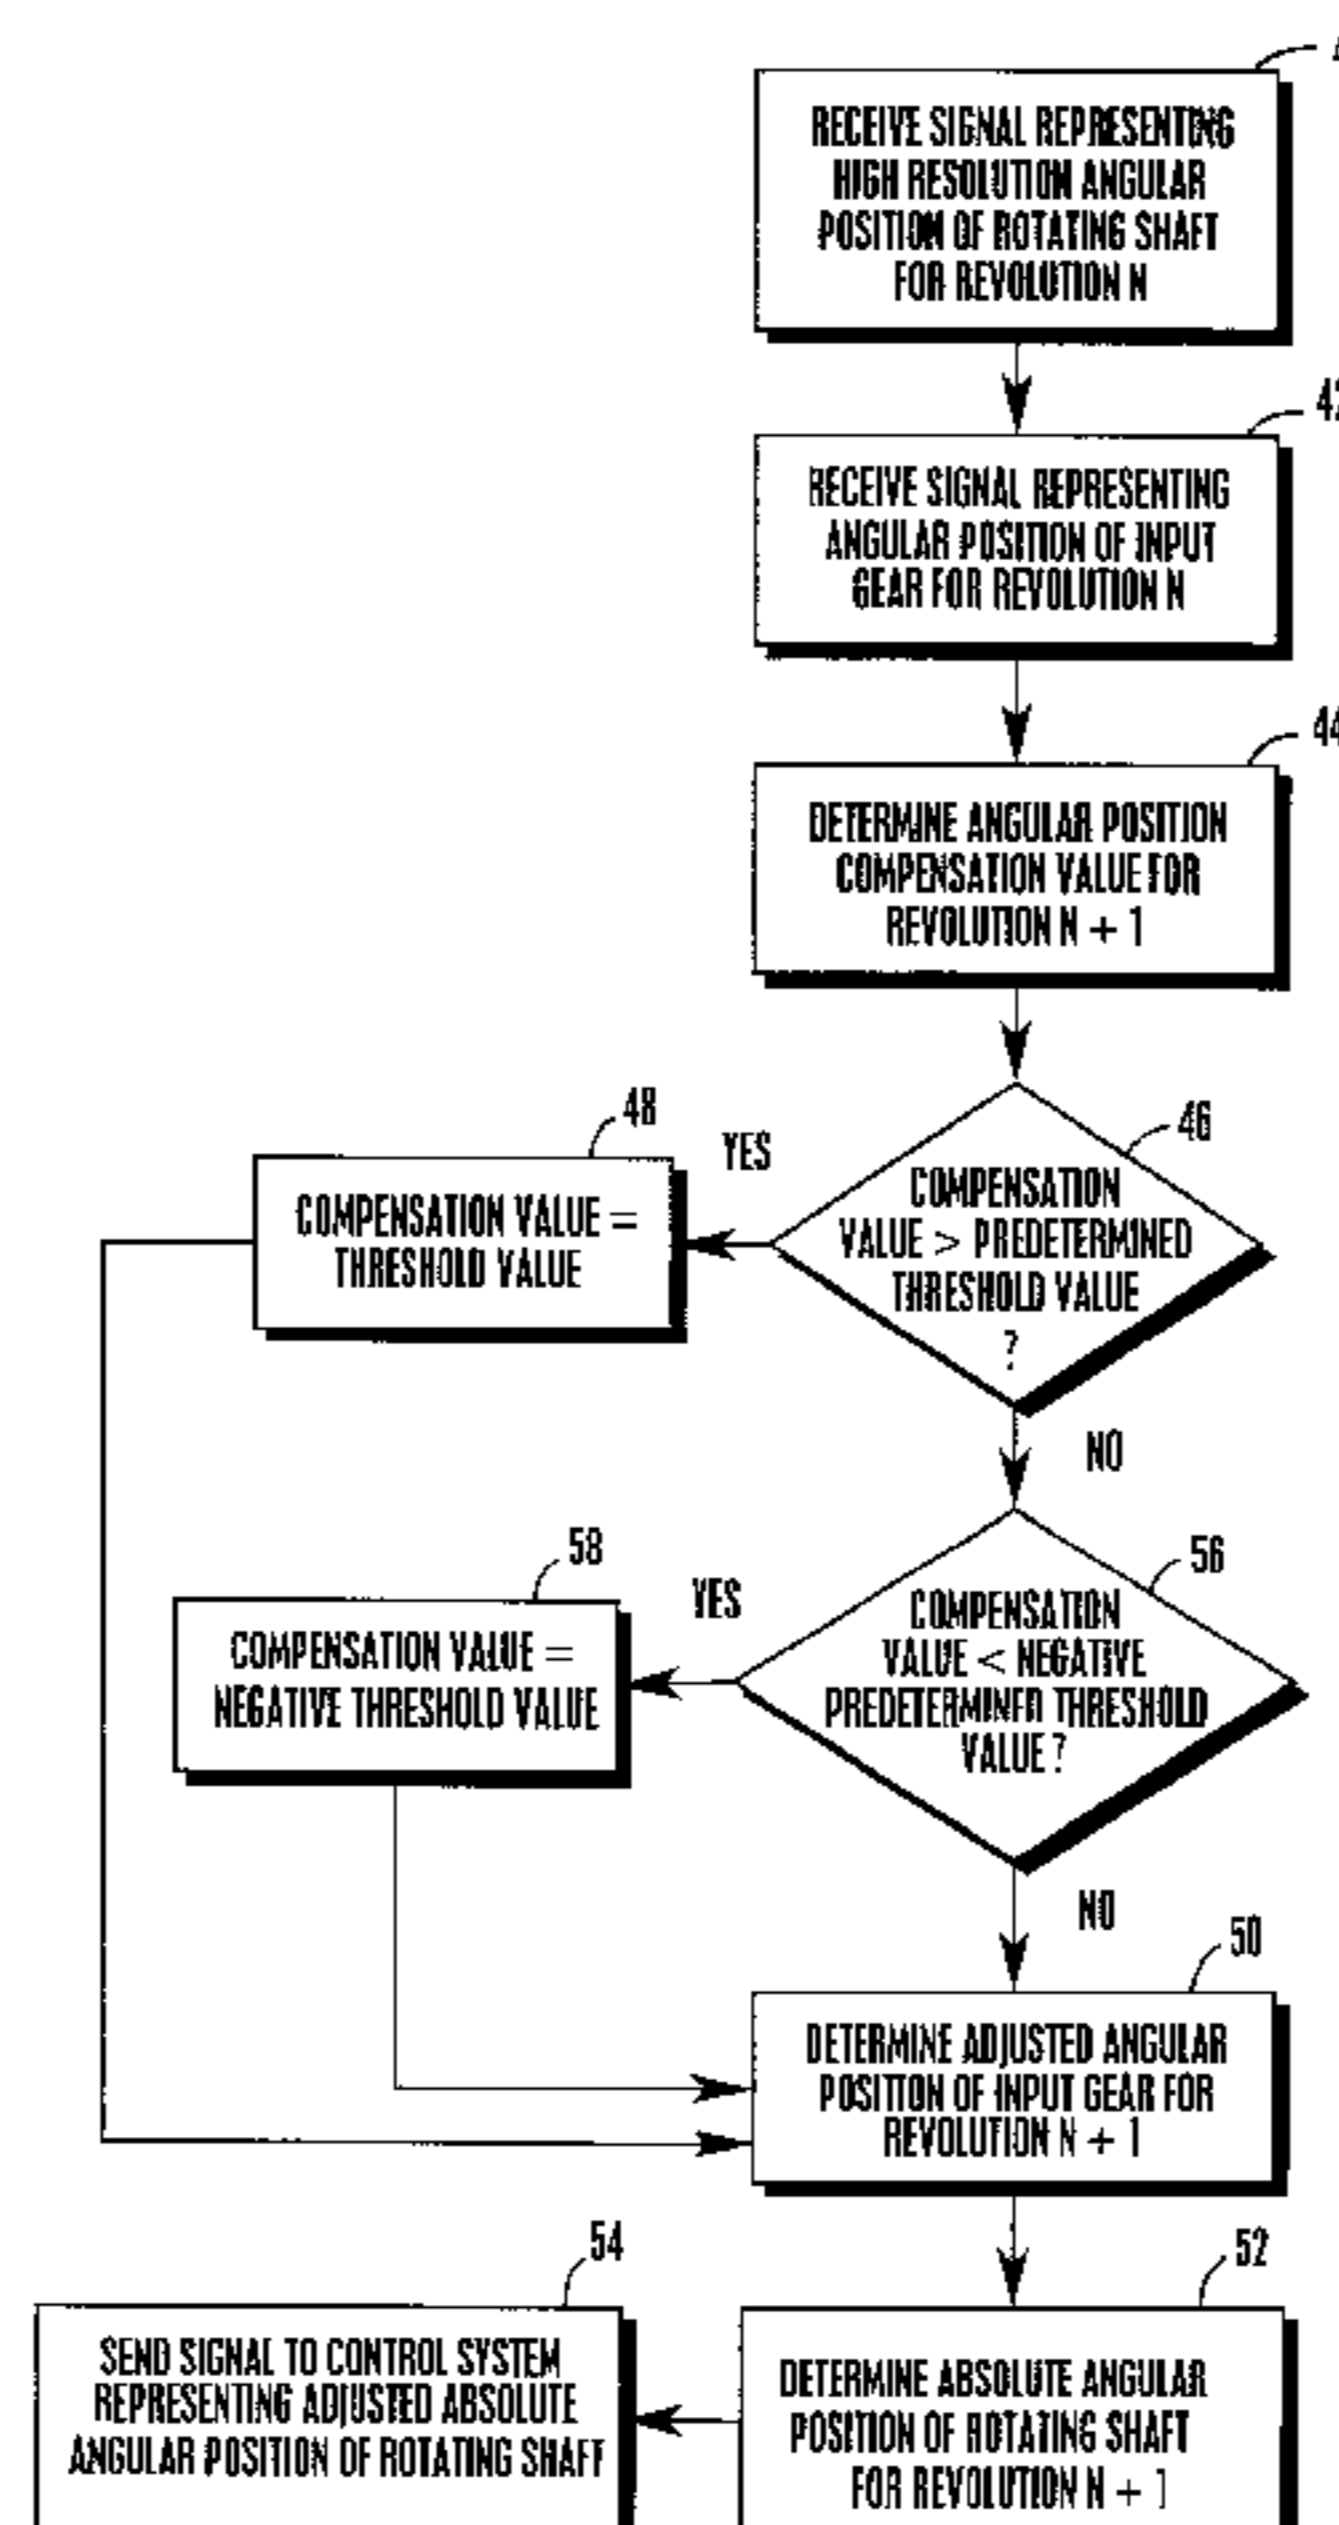 RECEIVE SIGNAL REPRESENTING
HIGH RESOLUTION ANGULAR
POSITION OF ROTATING SHAFT
FOR REVOLUTION N
42
RECEIVE SIGNAL REPRESENTING
ANGULAR POSITION OF INPUT
GEAR FOR REVOLUTION N
44
DETERMINE ANGULAR POSITION
COMPENSATION VALUE FOR
REVOLUTION N + 1
46
COMPENSATION
VALUE > PREDETERMINED
THRESHOLD VALUE
?
YES
48
COMPENSATION VALUE =
THRESHOLD VALUE
NO
56
COMPENSATION
VALUE < NEGATIVE
PREDETERMINED THRESHOLD
VALUE?
YES
58
COMPENSATION VALUE =
NEGATIVE THRESHOLD VALUE
NO
50
DETERMINE ADJUSTED ANGULAR
POSITION OF INPUT GEAR FOR
REVOLUTION N + 1
52
DETERMINE ABSOLUTE ANGULAR
POSITION OF ROTATING SHAFT
FOR REVOLUTION N + 1
54
SEND SIGNAL TO CONTROL SYSTEM
REPRESENTING ADJUSTED ABSOLUTE
ANGULAR POSITION OF ROTATING SHAFT